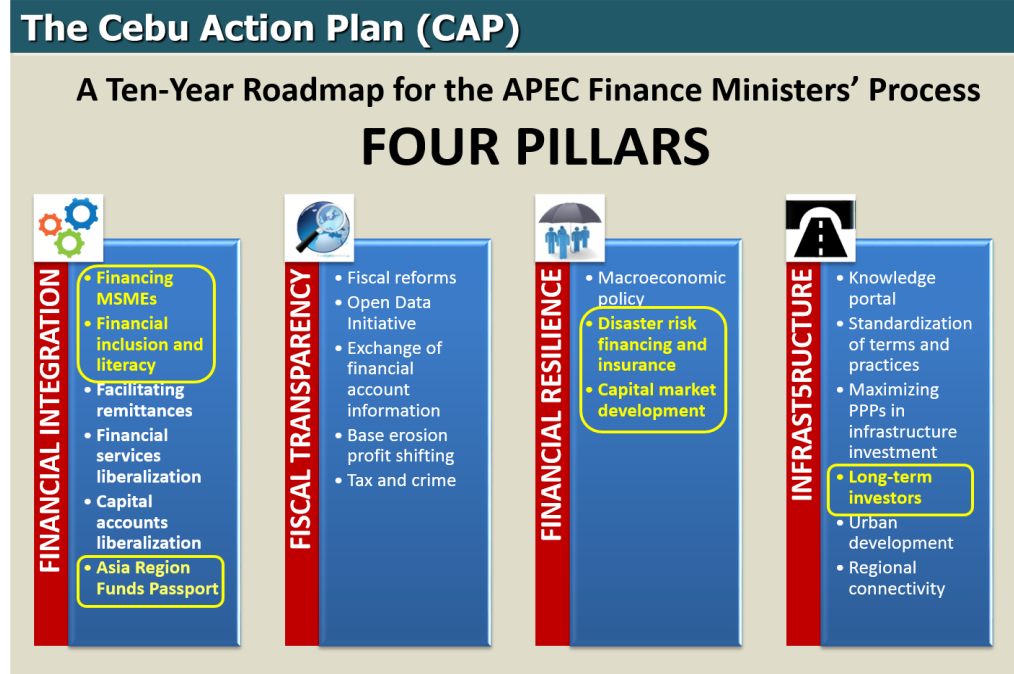 The Cebu Action Plan (CAP)
A Ten-Year Roadmap for the APEC Finance Ministers’ Process
FOUR PILLARS
FINANCIAL INTEGRATION
• Financing
MSMEs
• Financial
inclusion and
literacy
• Facilitating
remittances
• Financial
services
liberalization
• Capital
accounts
liberalization
• Asia Region
Funds Passport
FISCAL TRANSPARENCY
• Fiscal reforms
• Open Data
Initiative
• Exchange of
financial
account
information
• Base erosion
profit shifting
• Tax and crime
FINANCIAL RESILIENCE
• Macroeconomic
policy
• Disaster risk
financing and
insurance
• Capital market
development
INFRAST5RUCTURE
• Knowledge
portal
• Standardization
of terms and
practices
• Maximizing
PPPs in
infrastructure
investment
• Long-term
investors
• Urban
development
• Regional
connectivity